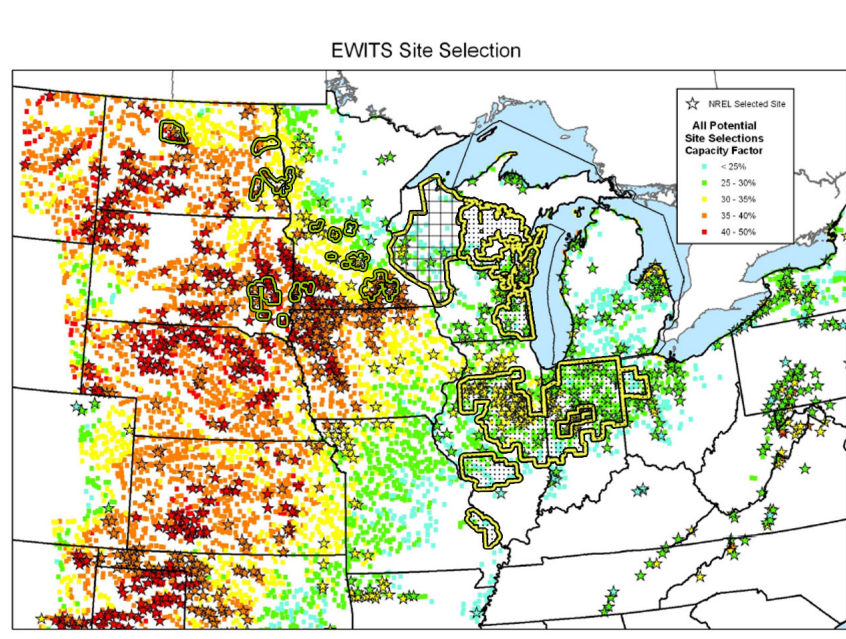 EWITS Site Selection
NREL Selected Site
All Potential
Site Selections
Capacity Factor
< 25%
25 - 30%
30 - 35%
35 - 40%
40 - 50%